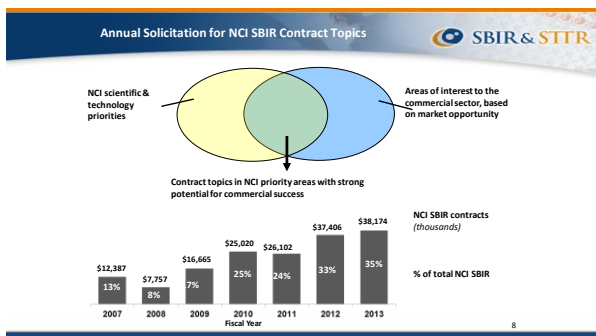 Annual Solicitation for NCI SBIR Contract Topics
SBIR & STTR
NCI scientific &
technology
priorities
Areas of interest to the
commercial sector, based
on market opportunity
Contract topics in NCI priority areas with strong
potential for commercial success
NCI SBIR contracts
(thousands)
% of total NCI SBIR
$12,387
$7,757
$16,665
$25,020
$26,102
$37,406
$38,174
13%
8%
7%
25%
24%
33%
35%
2007
2008
2009
2010
2011
2012
2013
Fiscal Year
8